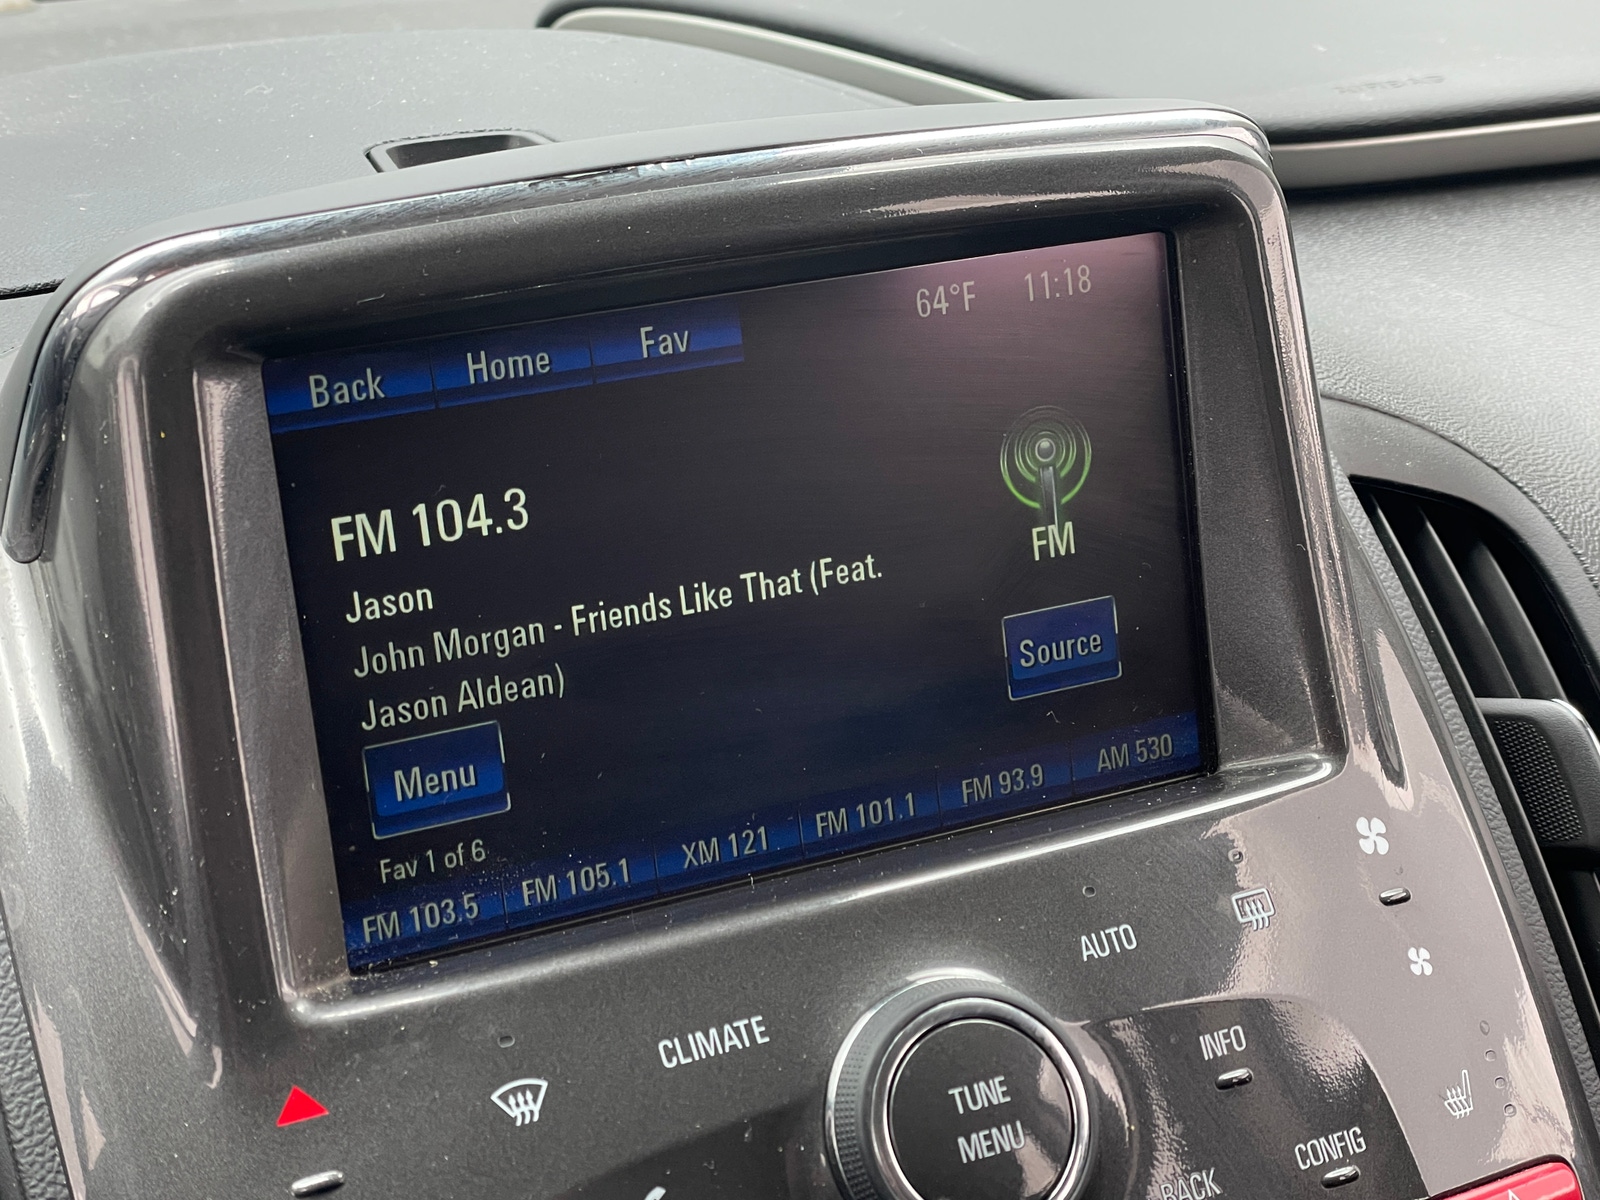 64°F 11:18
Back Home Fav
FM 104.3
FM
Jason
John Morgan - Friends Like That (Feat.
Jason Aldean)
Source
Menu
Fav 1 of 6
FM 103.5 FM 105.1 XM 121 FM 101.1 FM 93.9 AM 530
AUTO
CLIMATE
INFO
TUNE
MENU
CONFIG
BACK